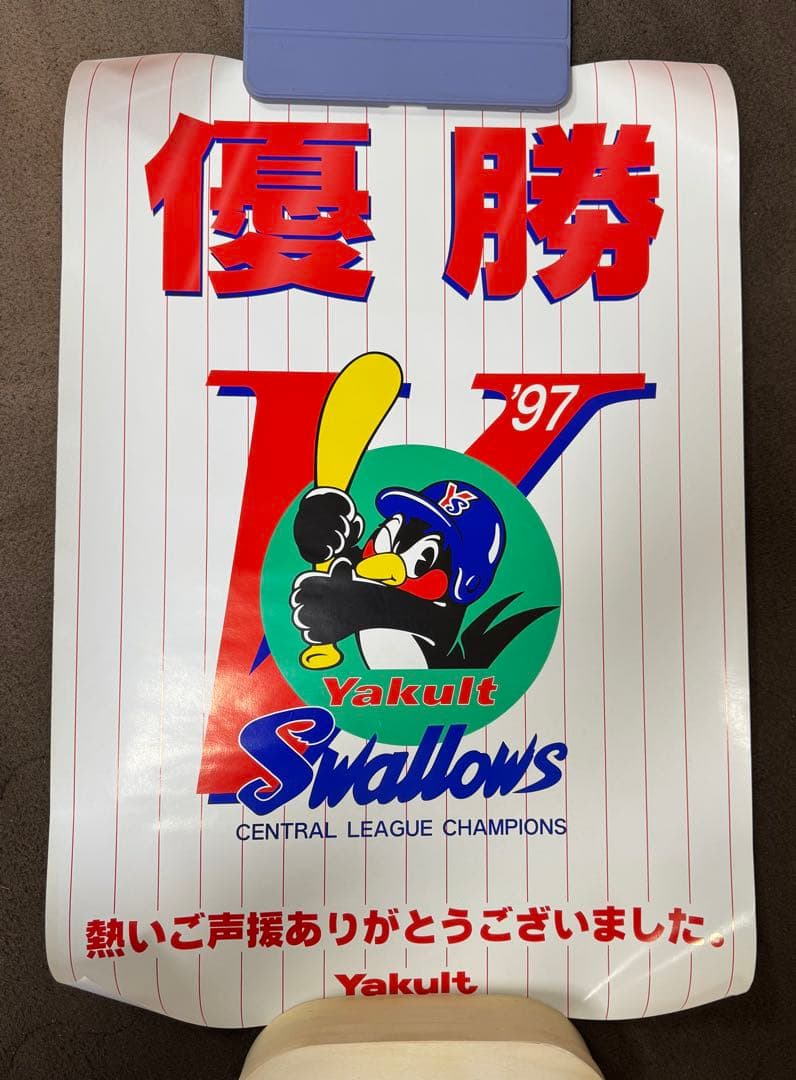 優勝
'97
YS
Yakult
Swallows
CENTRAL LEAGUE CHAMPIONS
熱いご声援ありがとうございました。
Yakult